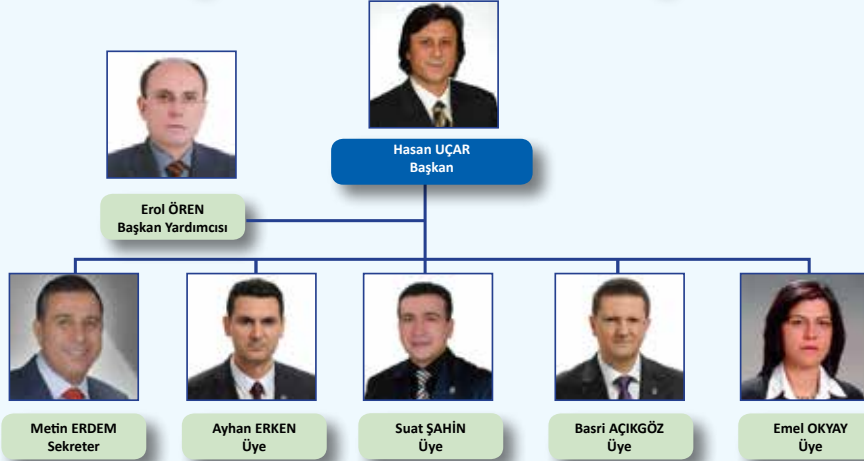 Hasan UÇAR
Başkan
Erol ÖREN
Başkan Yardımcısı
Metin ERDEM
Sekreter
Ayhan ERKEN
Üye
Suat ŞAHİN
Üye
Basri AÇIKGÖZ
Üye
Emel OKYAY
Üye